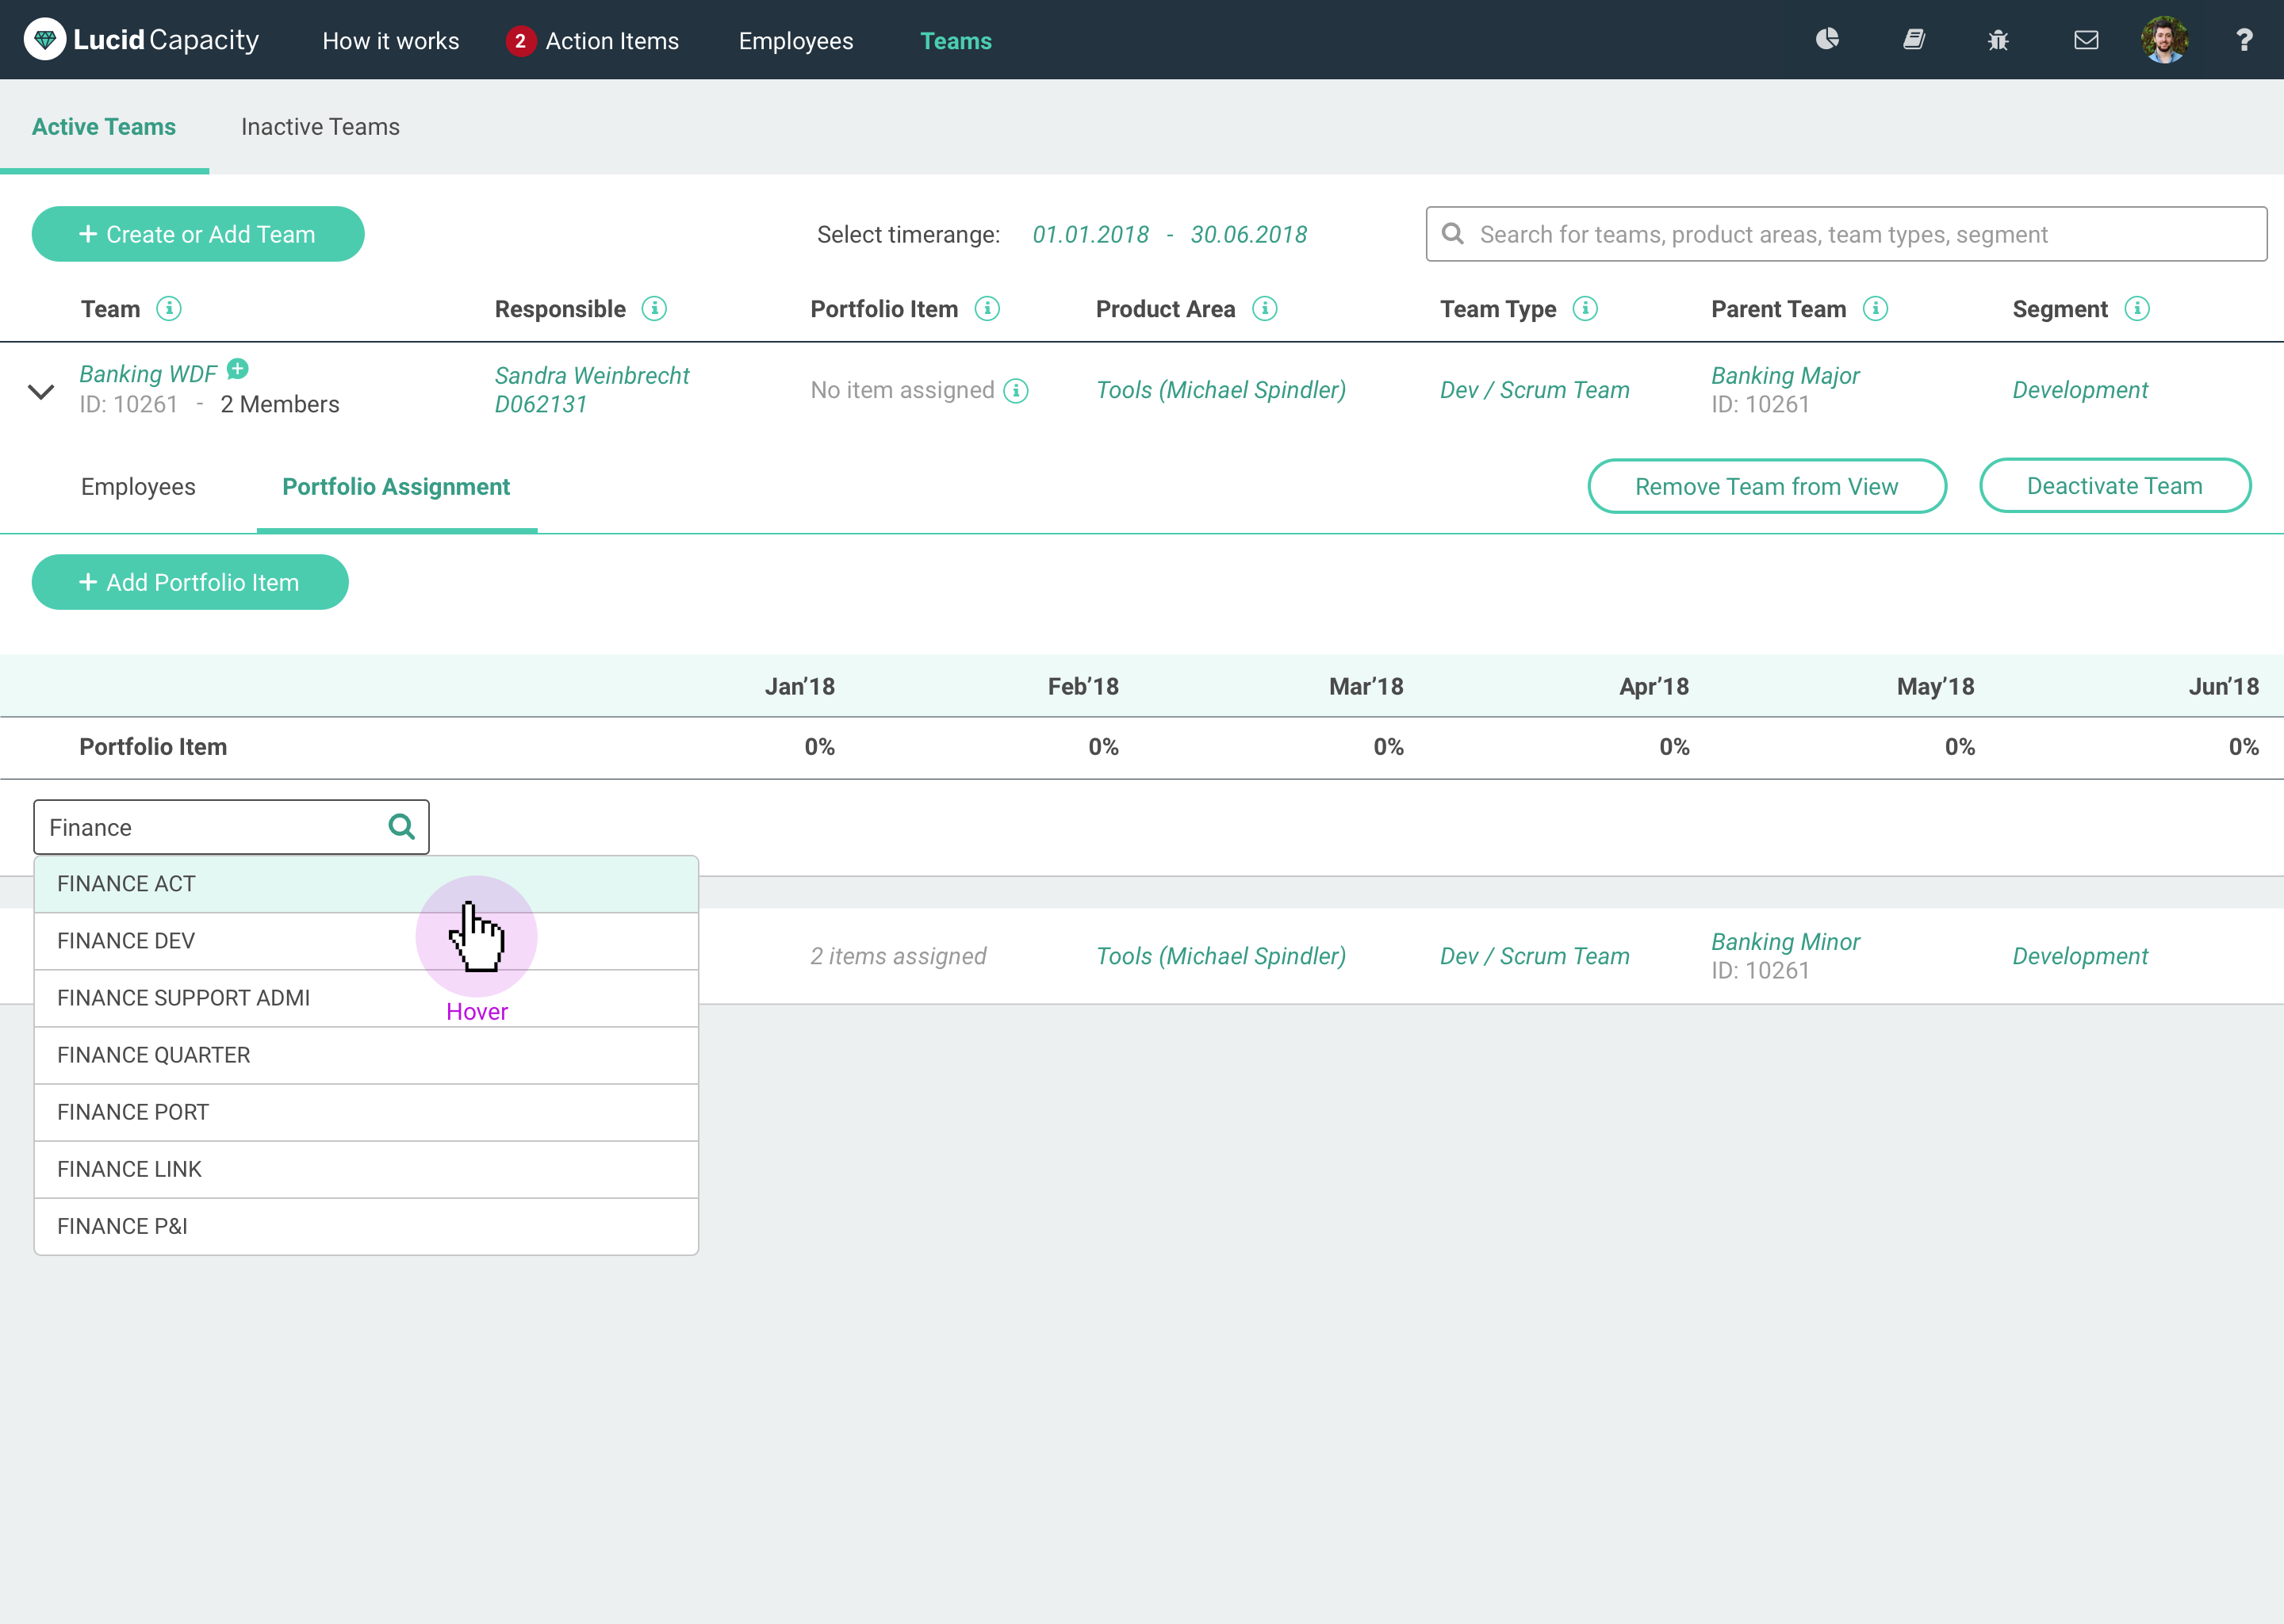 Lucid Capacity
How it works
2 Action Items
Employees
Teams
?
Active Teams
Inactive Teams
+ Create or Add Team
Select timerange: 01.01.2018 - 30.06.2018
Search for teams, product areas, team types, segment
Team i Responsible i Portfolio Item i Product Area i Team Type i Parent Team i Segment i
Banking WDF +
ID: 10261 - 2 Members
Sandra Weinbrecht
D062131
No item assigned i
Tools (Michael Spindler)
Dev / Scrum Team
Banking Major
ID: 10261
Development
Employees
Portfolio Assignment
Remove Team from View
Deactivate Team
+ Add Portfolio Item
Jan’18 Feb’18 Mar’18 Apr’18 May’18 Jun’18
Portfolio Item 0% 0% 0% 0% 0% 0%
Finance
FINANCE ACT
FINANCE DEV
FINANCE SUPPORT ADMI
FINANCE QUARTER
FINANCE PORT
FINANCE LINK
FINANCE P&I
Hover
2 items assigned
Tools (Michael Spindler)
Dev / Scrum Team
Banking Minor
ID: 10261
Development